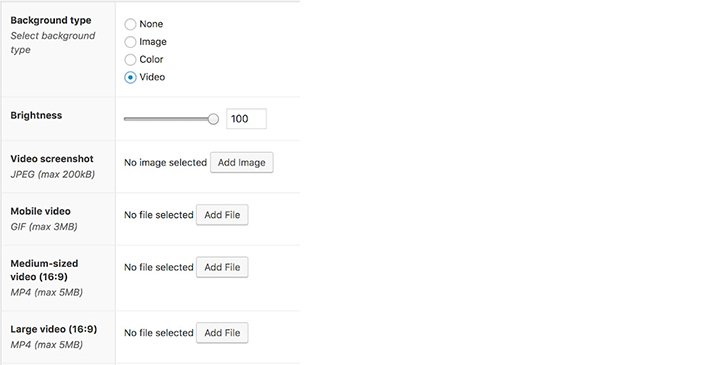 Background type
Select background
type
None
Image
Color
Video
Brightness
100
Video screenshot
JPEG (max 200kB)
No image selected Add Image
Mobile video
GIF (max 3MB)
No file selected Add File
Medium-sized
video (16:9)
MP4 (max 5MB)
No file selected Add File
Large video (16:9)
MP4 (max 5MB)
No file selected Add File